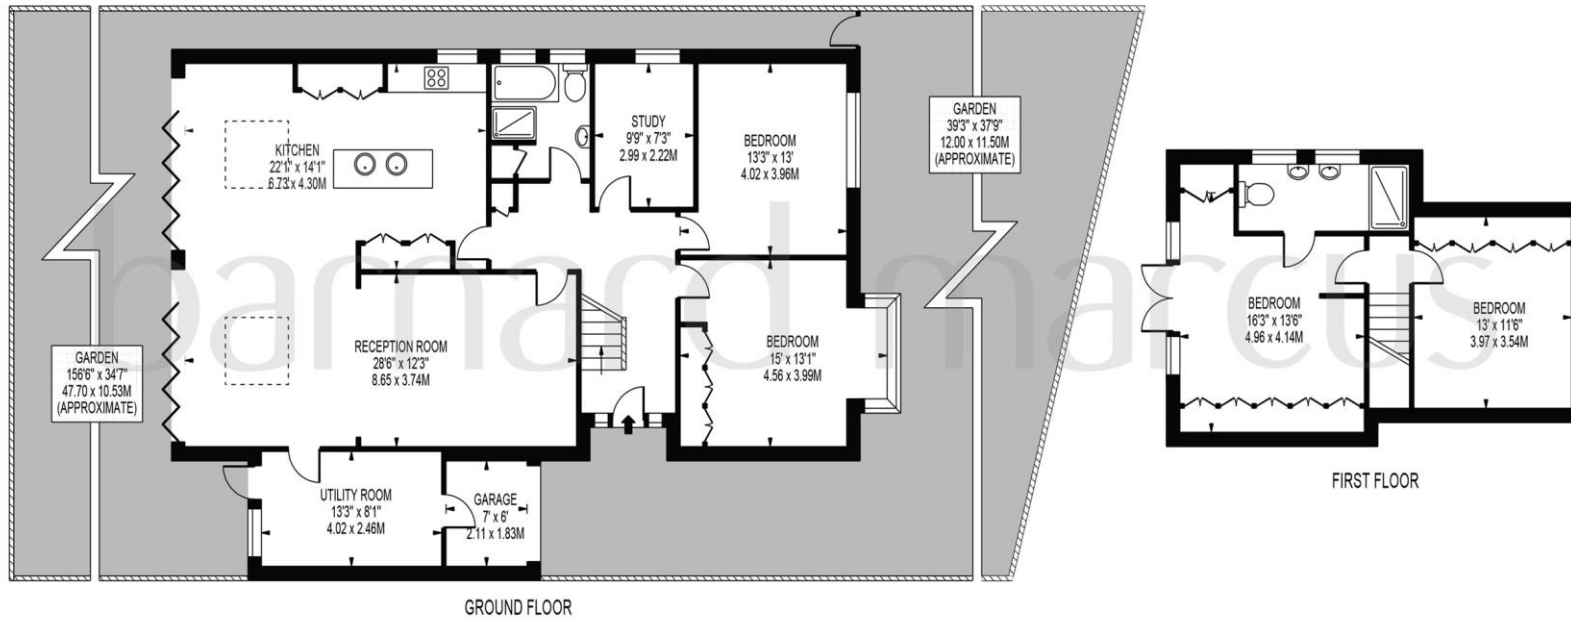 KITCHEN
22'1" x 14'1"
6.73 x 4.30M
STUDY
9'9" x 7'3"
2.99 x 2.22M
BEDROOM
13'3" x 13'
4.02 x 3.96M
GARDEN
39'3" x 37'9"
12.00 x 11.50M
(APPROXIMATE)
GARDEN
156'6" x 34'7"
47.70 x 10.53M
(APPROXIMATE)
RECEPTION ROOM
28'6" x 12'3"
8.65 x 3.74M
BEDROOM
15' x 13'1"
4.56 x 3.99M
UTILITY ROOM
13'3" x 8'1"
4.02 x 2.46M
GARAGE
7' x 6'
2.11 x 1.83M
GROUND FLOOR
BEDROOM
16'3" x 13'6"
4.96 x 4.14M
BEDROOM
13' x 11'6"
3.97 x 3.54M
FIRST FLOOR
barnard marcus